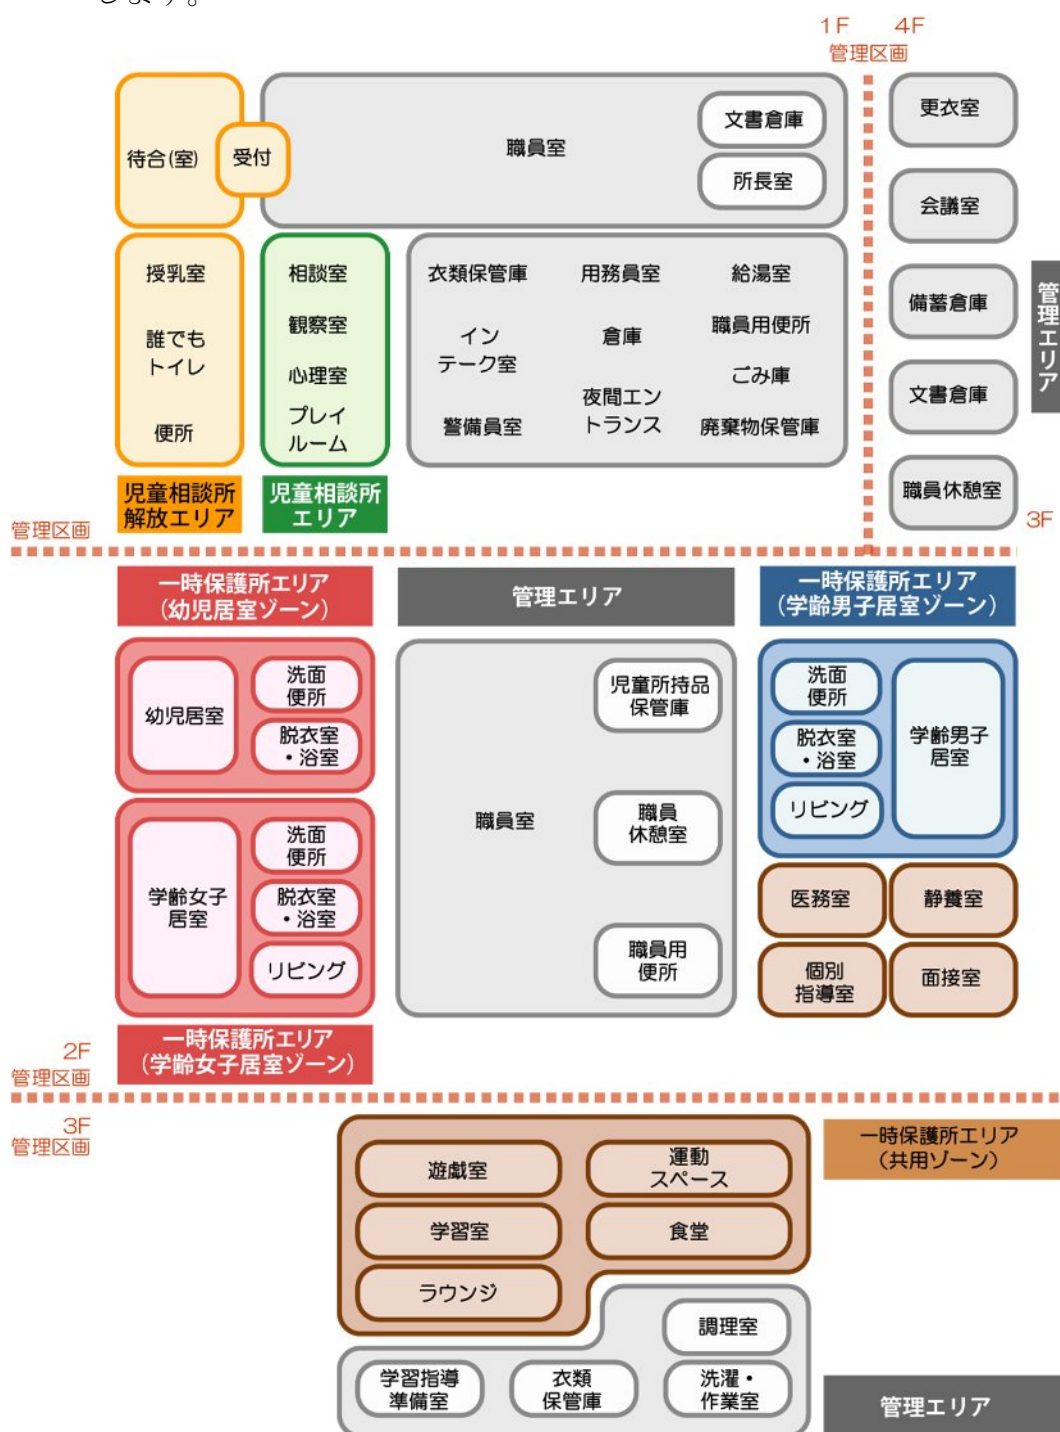 します。
1F 4F
管理区画
待合(室)
受付
職員室
文書倉庫
所長室
更衣室
会議室
備蓄倉庫
文書倉庫
職員休憩室
管理エリア
授乳室
誰でも
トイレ
便所
相談室
観察室
心理室
プレイ
ルーム
衣類保管庫
イン
テーク室
警備員室
用務員室
倉庫
夜間エン
トランス
給湯室
職員用便所
ごみ庫
廃棄物保管庫
児童相談所
解放エリア
児童相談所
エリア
管理区画
3F
一時保護所エリア
(幼児居室ゾーン)
管理エリア
一時保護所エリア
(学齢男子居室ゾーン)
幼児居室
洗面
便所
脱衣室
・浴室
学齢女子
居室
洗面
便所
脱衣室
・浴室
リビング
職員室
児童所持品
保管庫
職員
休憩室
職員用
便所
洗面
便所
脱衣室
・浴室
リビング
学齢男子
居室
医務室
静養室
個別
指導室
面接室
一時保護所エリア
(学齢女子居室ゾーン)
2F
管理区画
3F
管理区画
遊戯室
運動
スペース
学習室
食堂
ラウンジ
一時保護所エリア
(共用ゾーン)
調理室
学習指導
準備室
衣類
保管庫
洗濯・
作業室
管理エリア